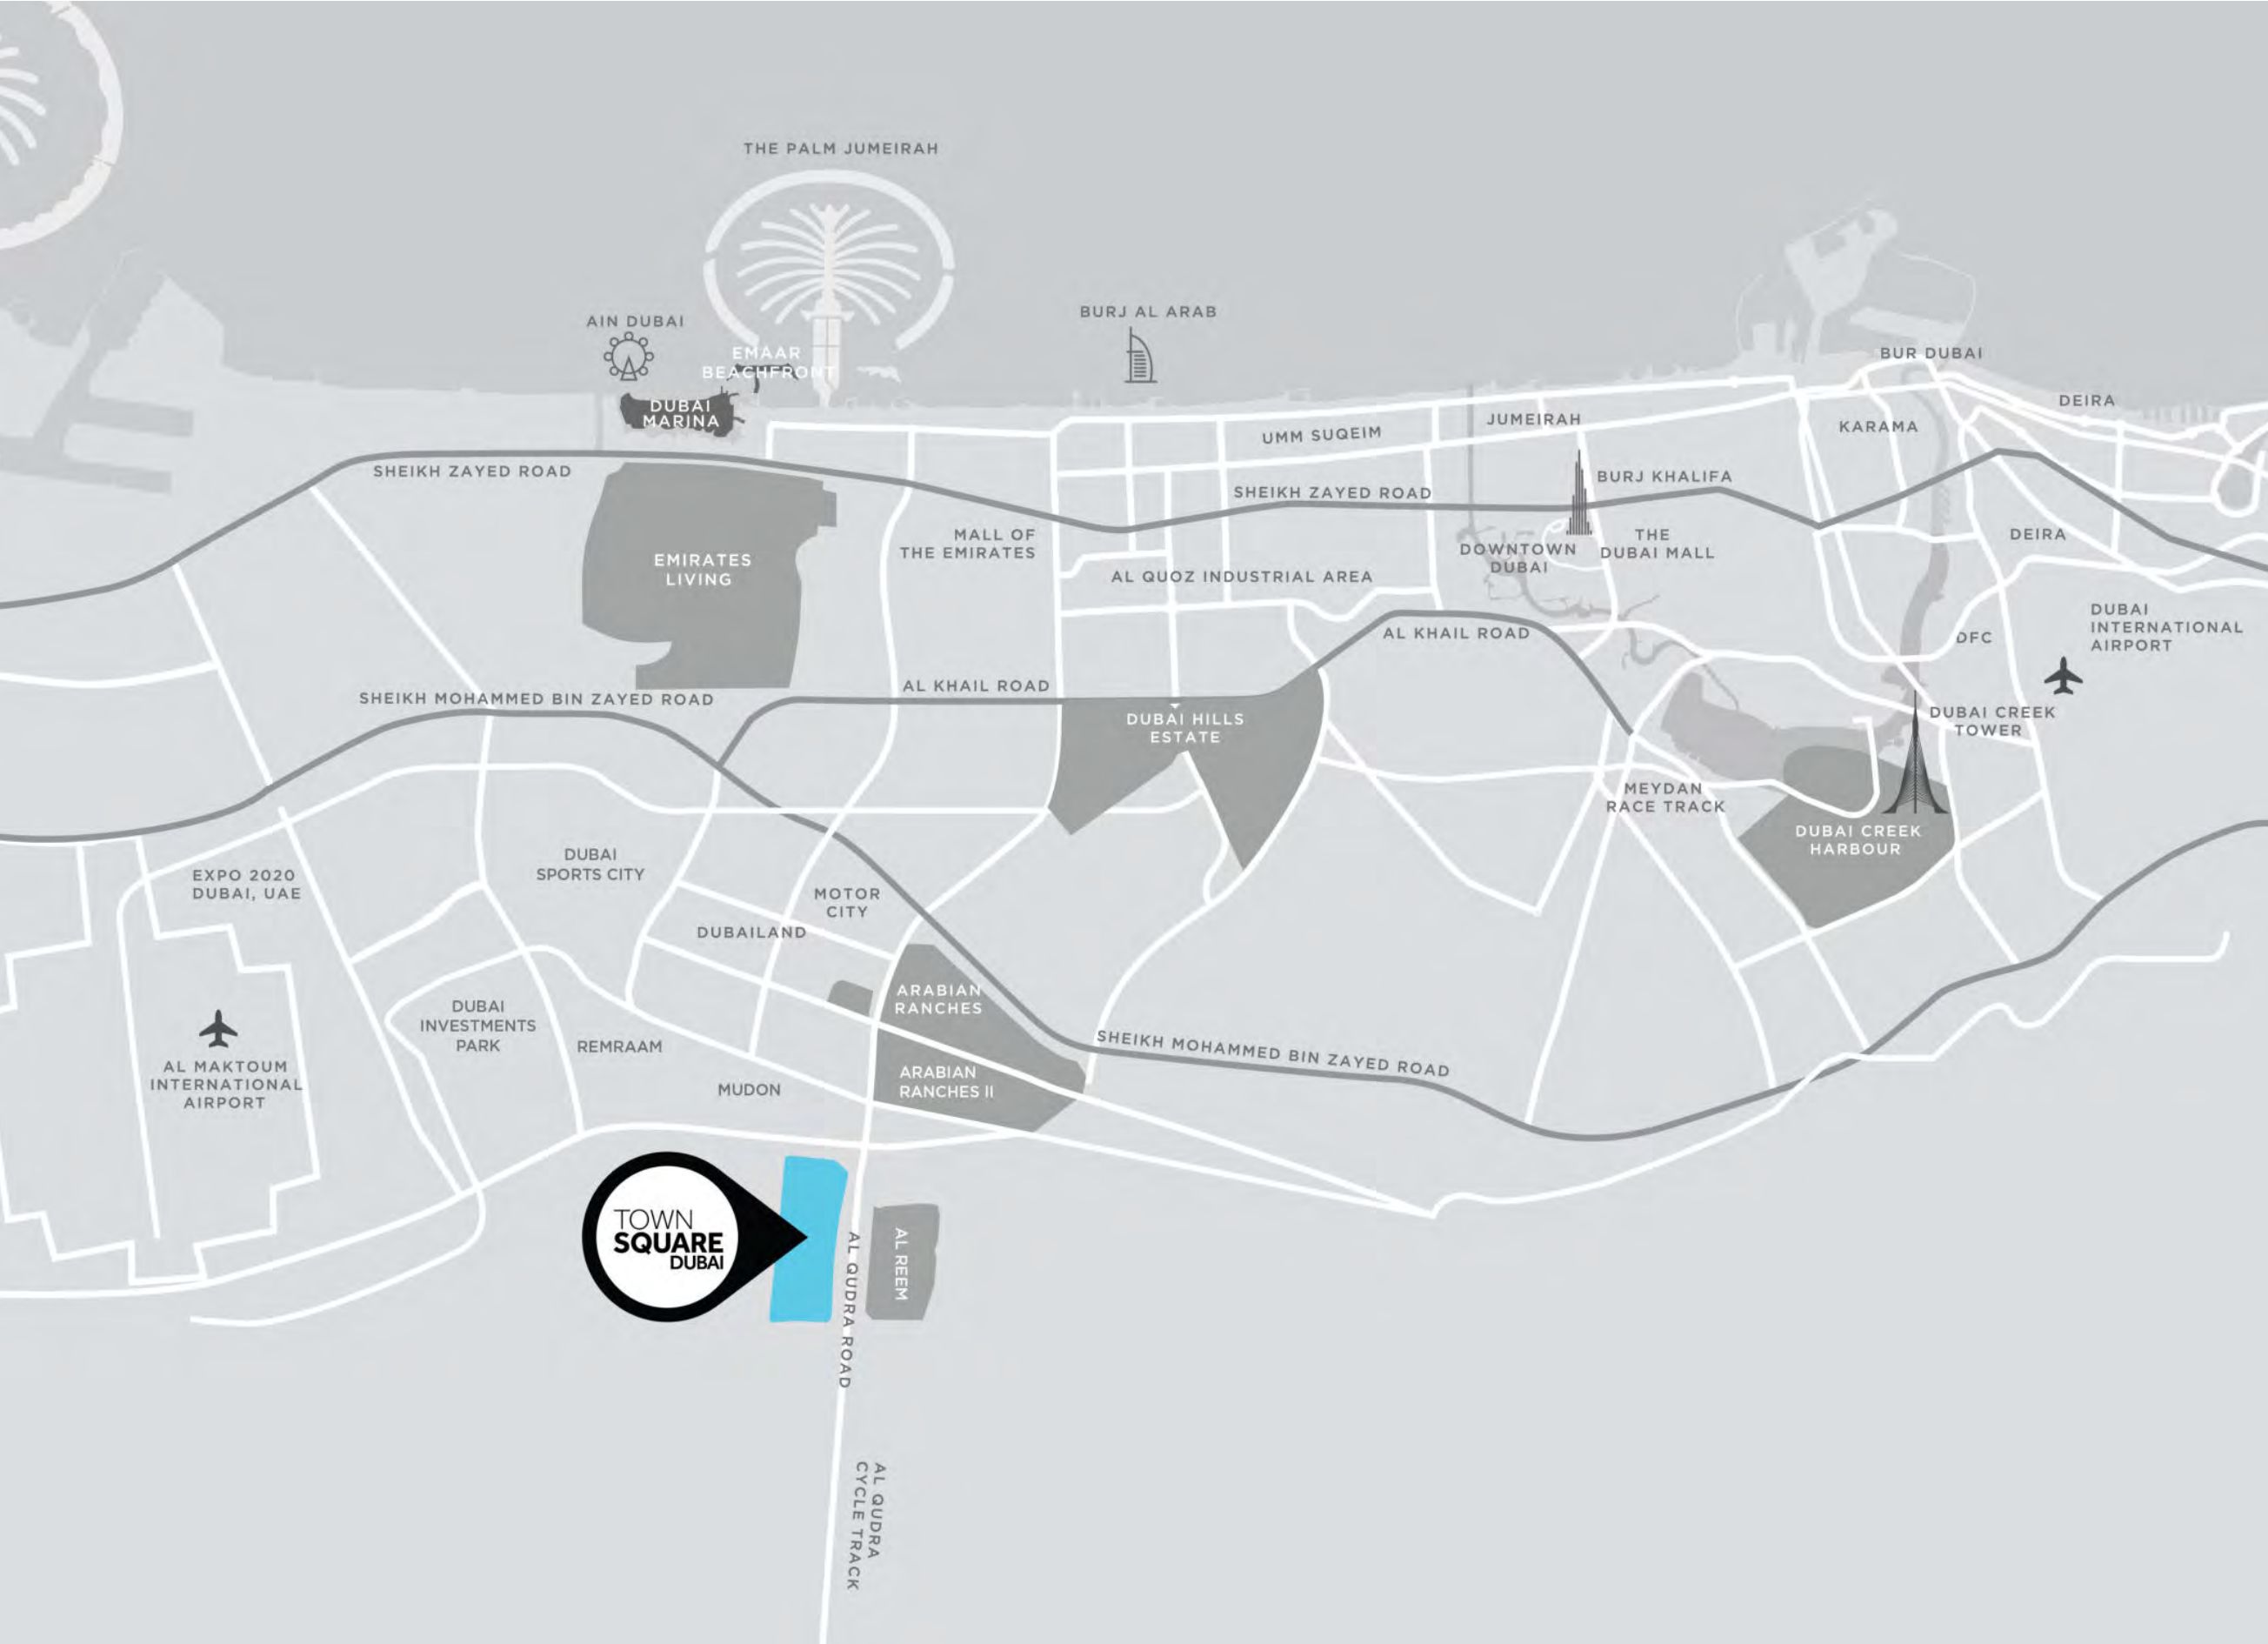 THE PALM JUMEIRAH
AIN DUBAI
BURJ AL ARAB
EMAAR
BEACHFRONT
BUR DUBAI
DUBAI
MARINA
DEIRA
JUMEIRAH
KARAMA
UMM SUQEIM
SHEIKH ZAYED ROAD
BURJ KHALIFA
SHEIKH ZAYED ROAD
MALL OF
THE EMIRATES
THE
DUBAI MALL
DEIRA
DOWNTOWN
DUBAI
EMIRATES
LIVING
AL QUOZ INDUSTRIAL AREA
DUBAI
INTERNATIONAL
AIRPORT
AL KHAIL ROAD
DFC
AL KHAIL ROAD
SHEIKH MOHAMMED BIN ZAYED ROAD
DUBAI HILLS
ESTATE
DUBAI CREEK
TOWER
MEYDAN
RACE TRACK
DUBAI CREEK
HARBOUR
DUBAI
SPORTS CITY
EXPO 2020
DUBAI, UAE
MOTOR
CITY
DUBAILAND
ARABIAN
RANCHES
DUBAI
INVESTMENTS
PARK
REMRAAM
SHEIKH MOHAMMED BIN ZAYED ROAD
AL MAKTOUM
INTERNATIONAL
AIRPORT
ARABIAN
RANCHES II
MUDON
TOWN
SQUARE
DUBAI
AL QUDRA ROAD
AL REEM
AL QUDRA
CYCLE TRACK